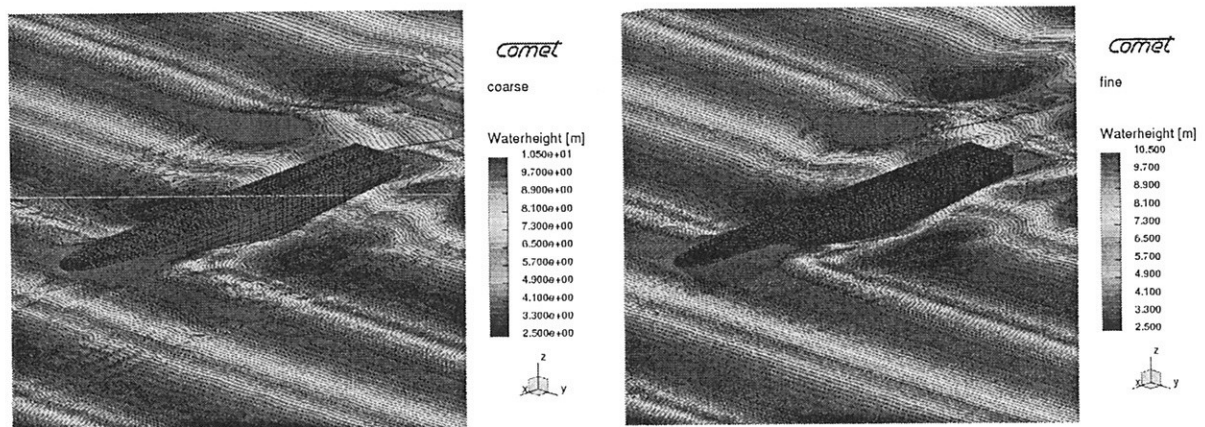 comet
coarse
Waterheight [m]
1.050e+01
9.700e+00
8.900e+00
8.100e+00
7.300e+00
6.500e+00
5.700e+00
4.900e+00
4.100e+00
3.300e+00
2.500e+00
z
x y
comet
fine
Waterheight [m]
10.500
9.700
8.900
8.100
7.300
6.500
5.700
4.900
4.100
3.300
2.500
z
x y